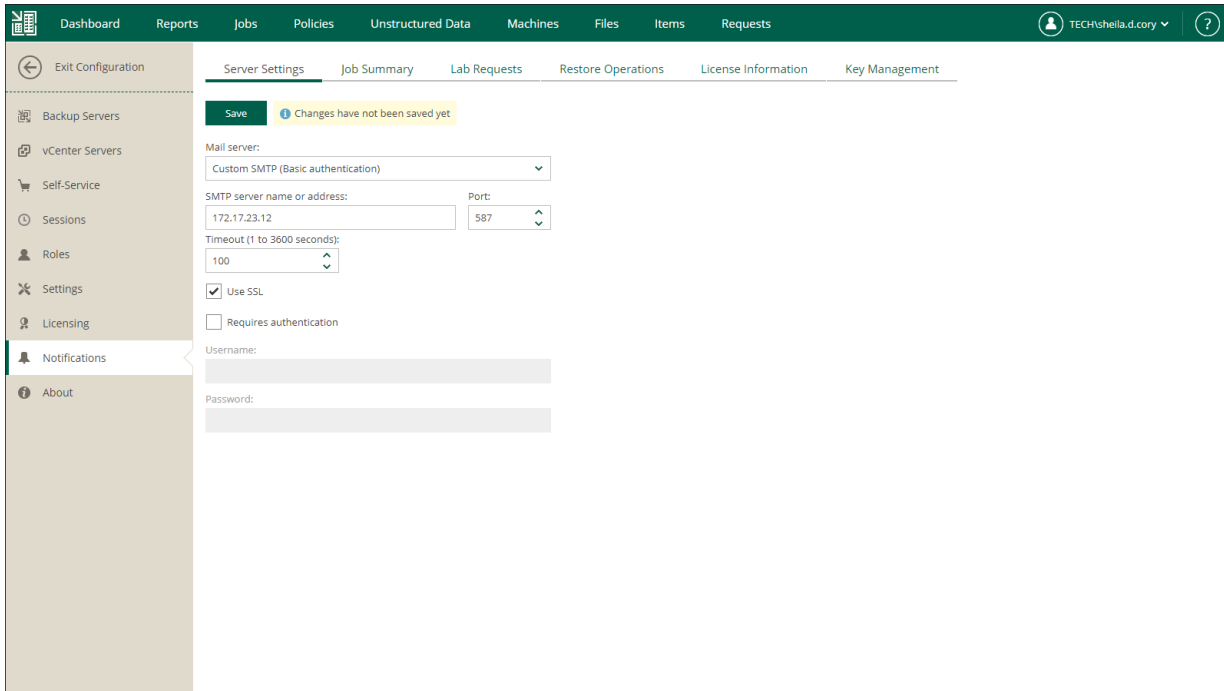 Dashboard Reports Jobs Policies Unstructured Data Machines Files Items Requests TECH\sheila.d.cory ?
Exit Configuration
Backup Servers
vCenter Servers
Self-Service
Sessions
Roles
Settings
Licensing
Notifications
About
Server Settings Job Summary Lab Requests Restore Operations License Information Key Management
Save Changes have not been saved yet
Mail server:
Custom SMTP (Basic authentication)
SMTP server name or address: Port:
172.17.23.12 587
Timeout (1 to 3600 seconds):
100
Use SSL
Requires authentication
Username:
Password: